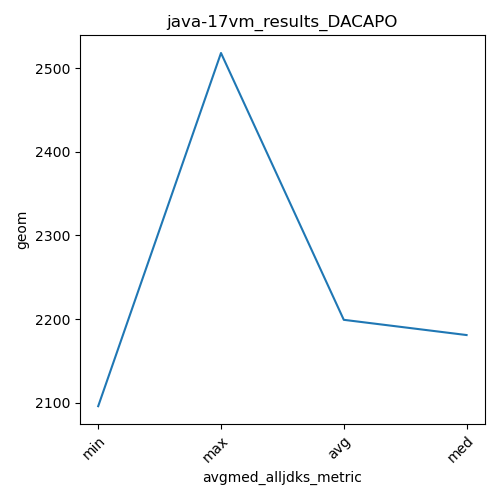 java-17vm_results_DACAPO
2500
2400
2300
2200
2100
geom
min
max
avg
med
avgmed_alljdks_metric